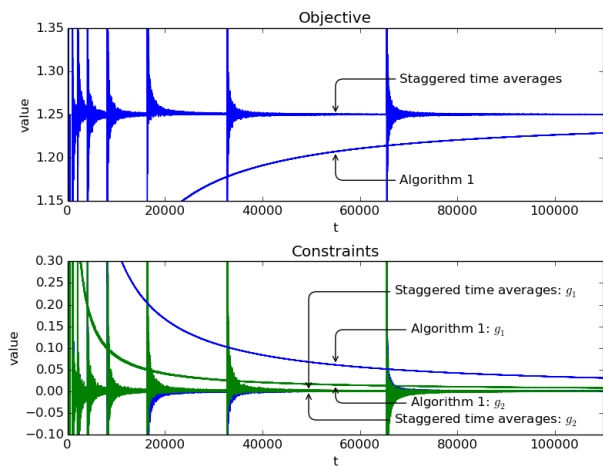 Objective
1.35
1.30
1.25
1.20
1.15
value
Staggered time averages
Algorithm 1
0
20000
40000
60000
80000
100000
t
Constraints
0.30
0.25
0.20
0.15
0.10
0.05
0.00
−0.05
−0.10
value
Staggered time averages: g₁
Algorithm 1: g₁
Algorithm 1: g₂
Staggered time averages: g₂
0
20000
40000
60000
80000
100000
t